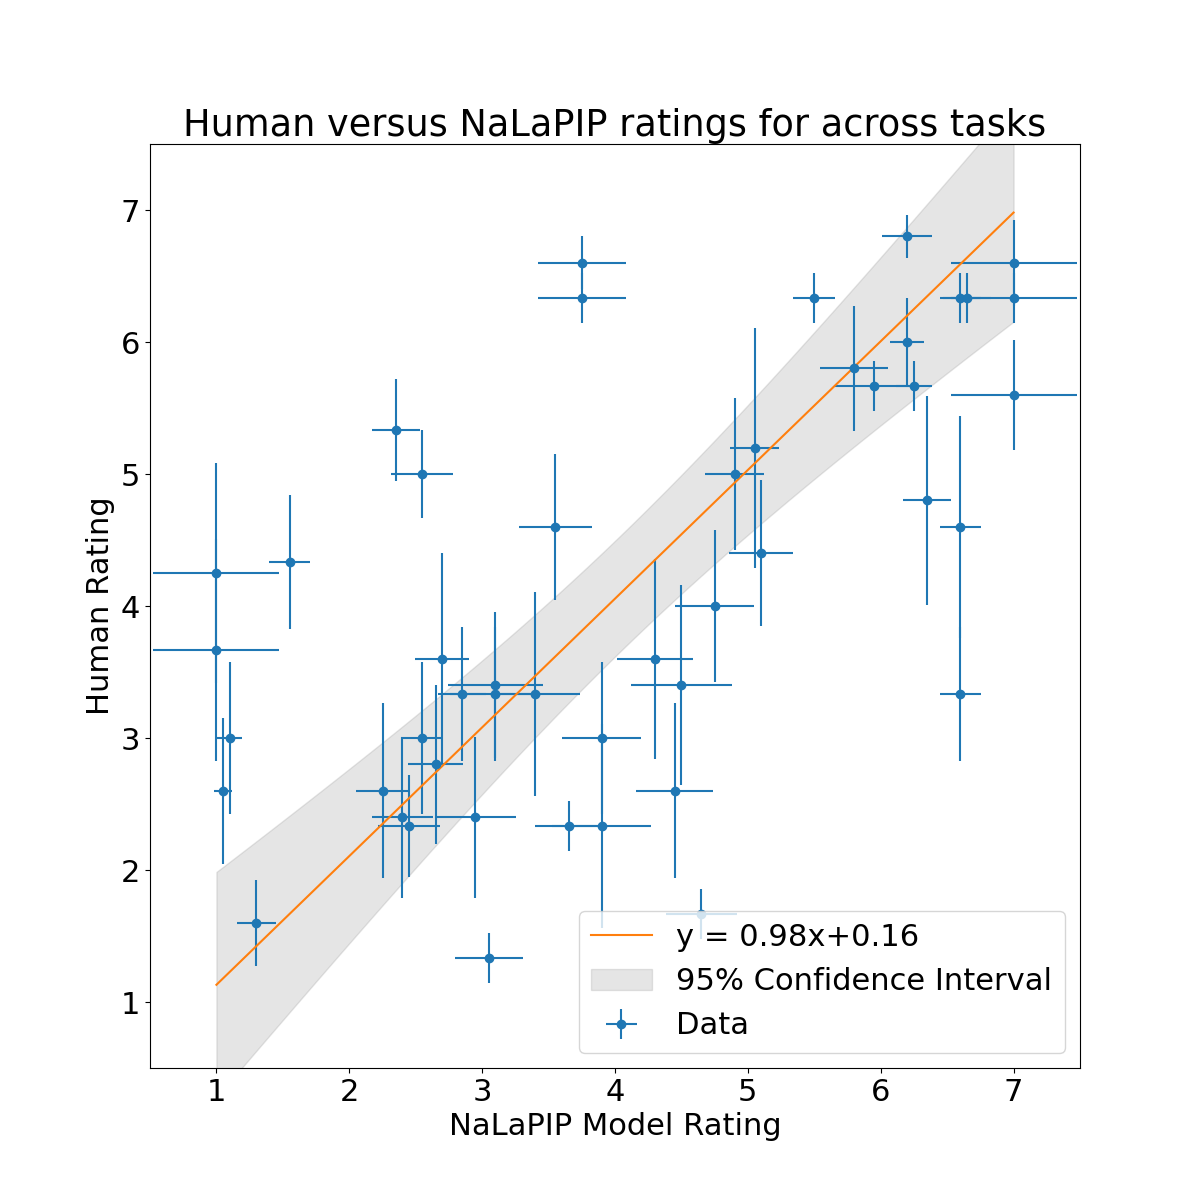 Human versus NaLaPIP ratings for across tasks
7
6
5
4
3
2
1
Human Rating
y = 0.98x+0.16
95% Confidence Interval
Data
1 2 3 4 5 6 7
NaLaPIP Model Rating